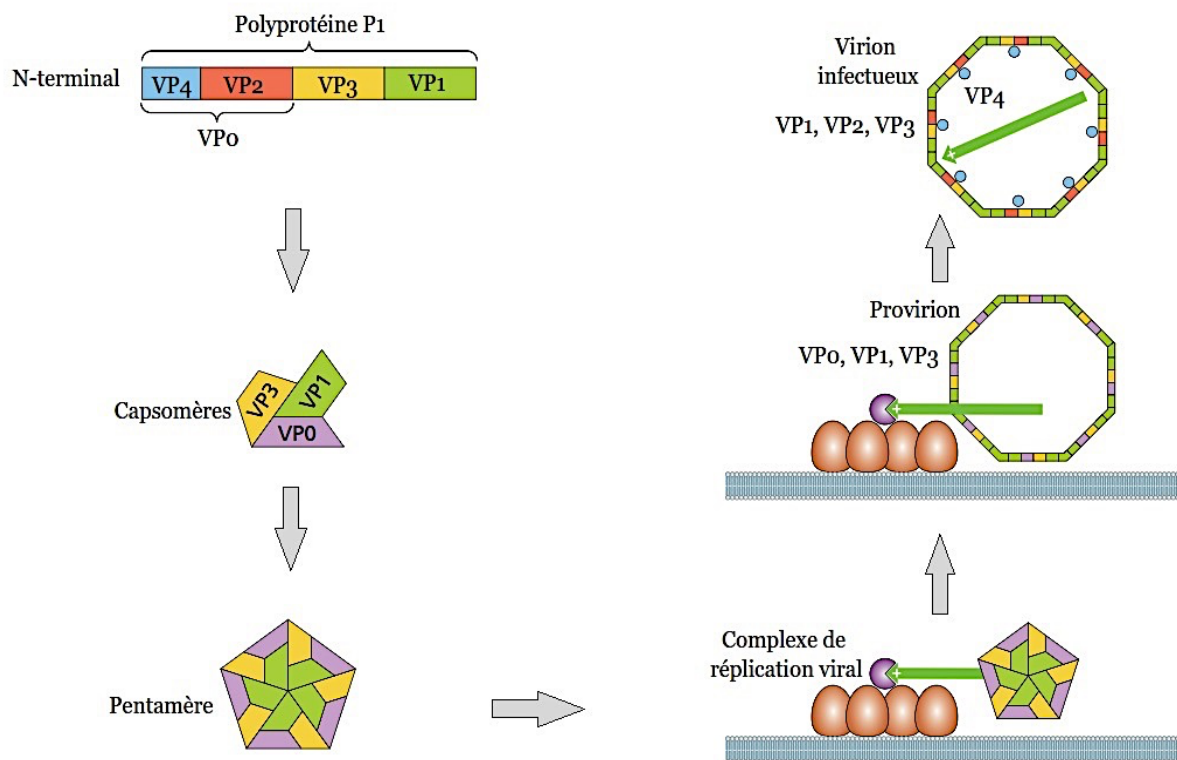 Polyprotéine P1
N-terminal
VP4 VP2 VP3 VP1
VP0
Capsomères
VP3
VP1
VP0
Pentamère
Virion
infectueux
VP4
VP1, VP2, VP3
+
Provirion
VP0, VP1, VP3
+
Complexe de
réplication viral
+